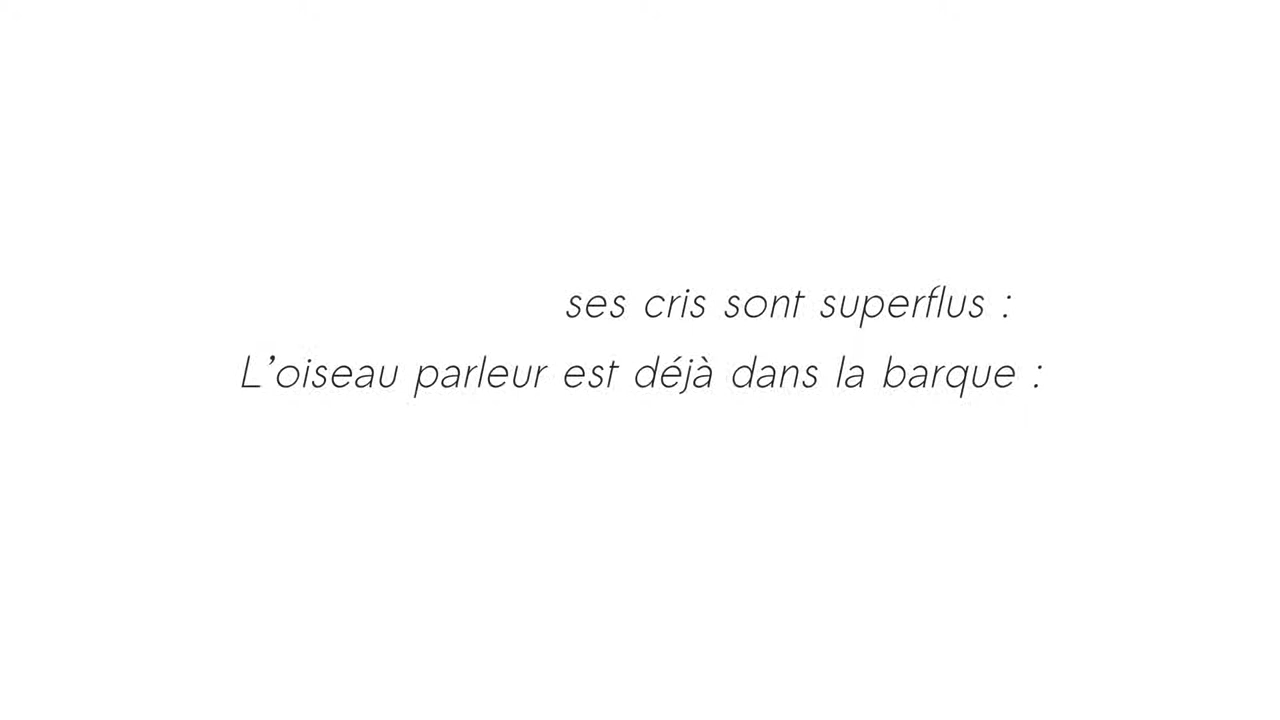 ses cris sont superflus :
L’oiseau parleur est déjà dans la barque :